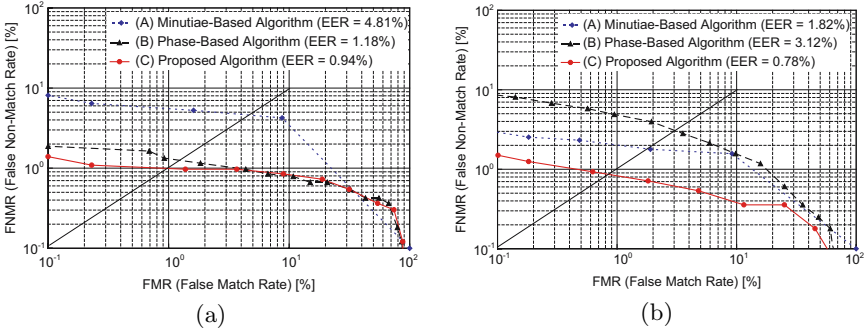 10²
(A) Minutiae-Based Algorithm (EER = 4.81%)
(B) Phase-Based Algorithm (EER = 1.18%)
(C) Proposed Algorithm (EER = 0.94%)
10¹
10⁰
10⁻¹
FNMR (False Non-Match Rate) [%]
10⁻¹ 10⁰ 10¹ 10²
FMR (False Match Rate) [%]
(a)
10²
(A) Minutiae-Based Algorithm (EER = 1.82%)
(B) Phase-Based Algorithm (EER = 3.12%)
(C) Proposed Algorithm (EER = 0.78%)
10¹
10⁰
10⁻¹
FNMR (False Non-Match Rate) [%]
10⁻¹ 10⁰ 10¹ 10²
FMR (False Match Rate) [%]
(b)